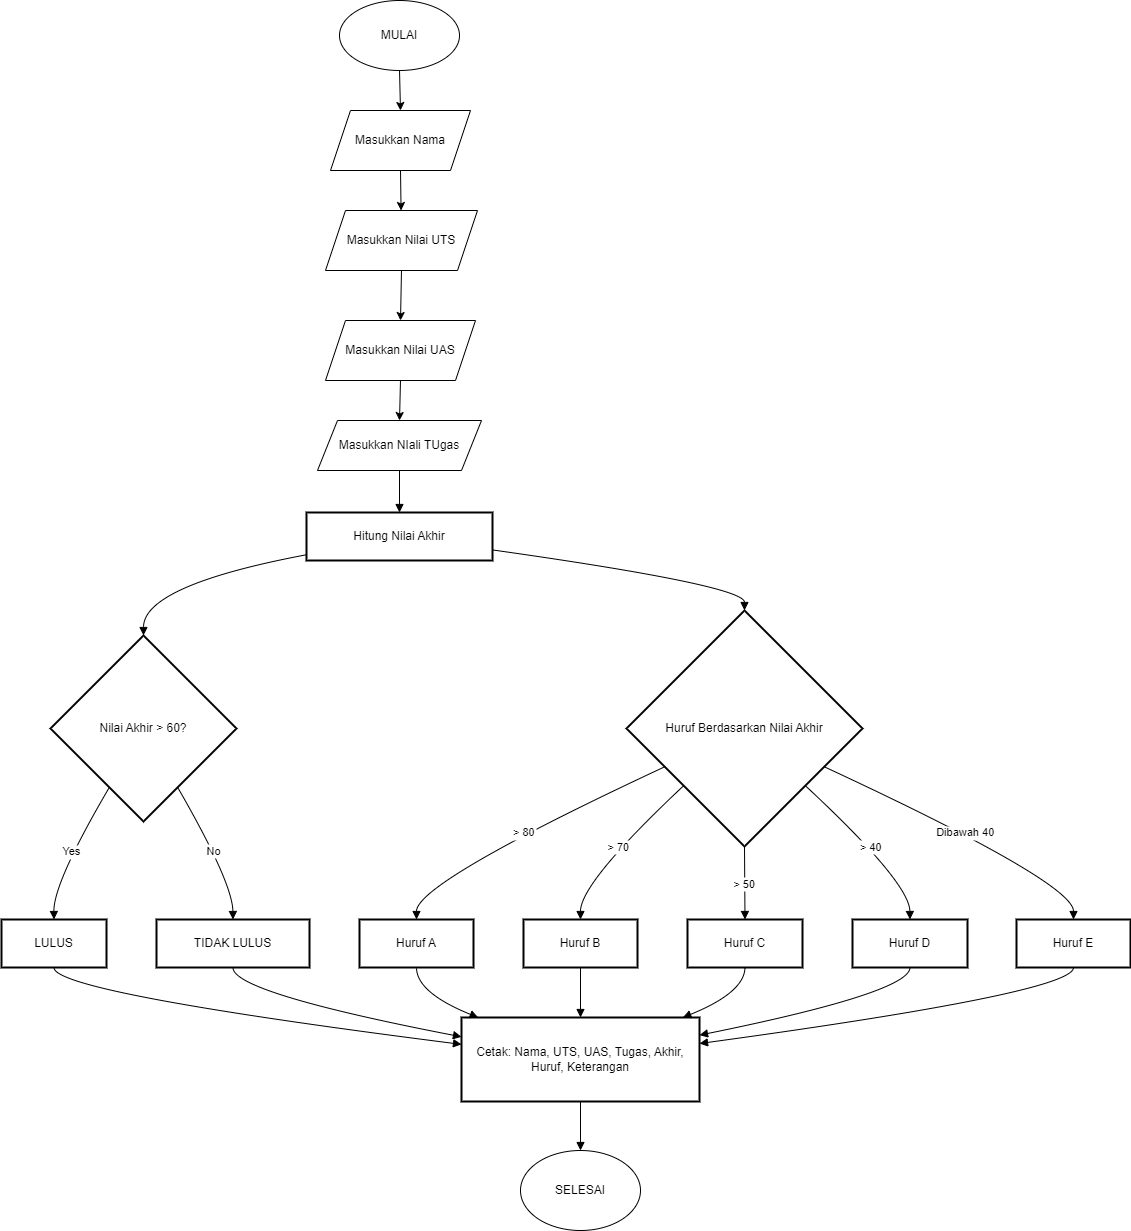 MULAI
Masukkan Nama
Masukkan Nilai UTS
Masukkan Nilai UAS
Masukkan NIali TUgas
Hitung Nilai Akhir
Nilai Akhir > 60?
Huruf Berdasarkan Nilai Akhir
Yes
No
> 80
> 70
> 50
> 40
Dibawah 40
LULUS
TIDAK LULUS
Huruf A
Huruf B
Huruf C
Huruf D
Huruf E
Cetak: Nama, UTS, UAS, Tugas, Akhir,
Huruf, Keterangan
SELESAI